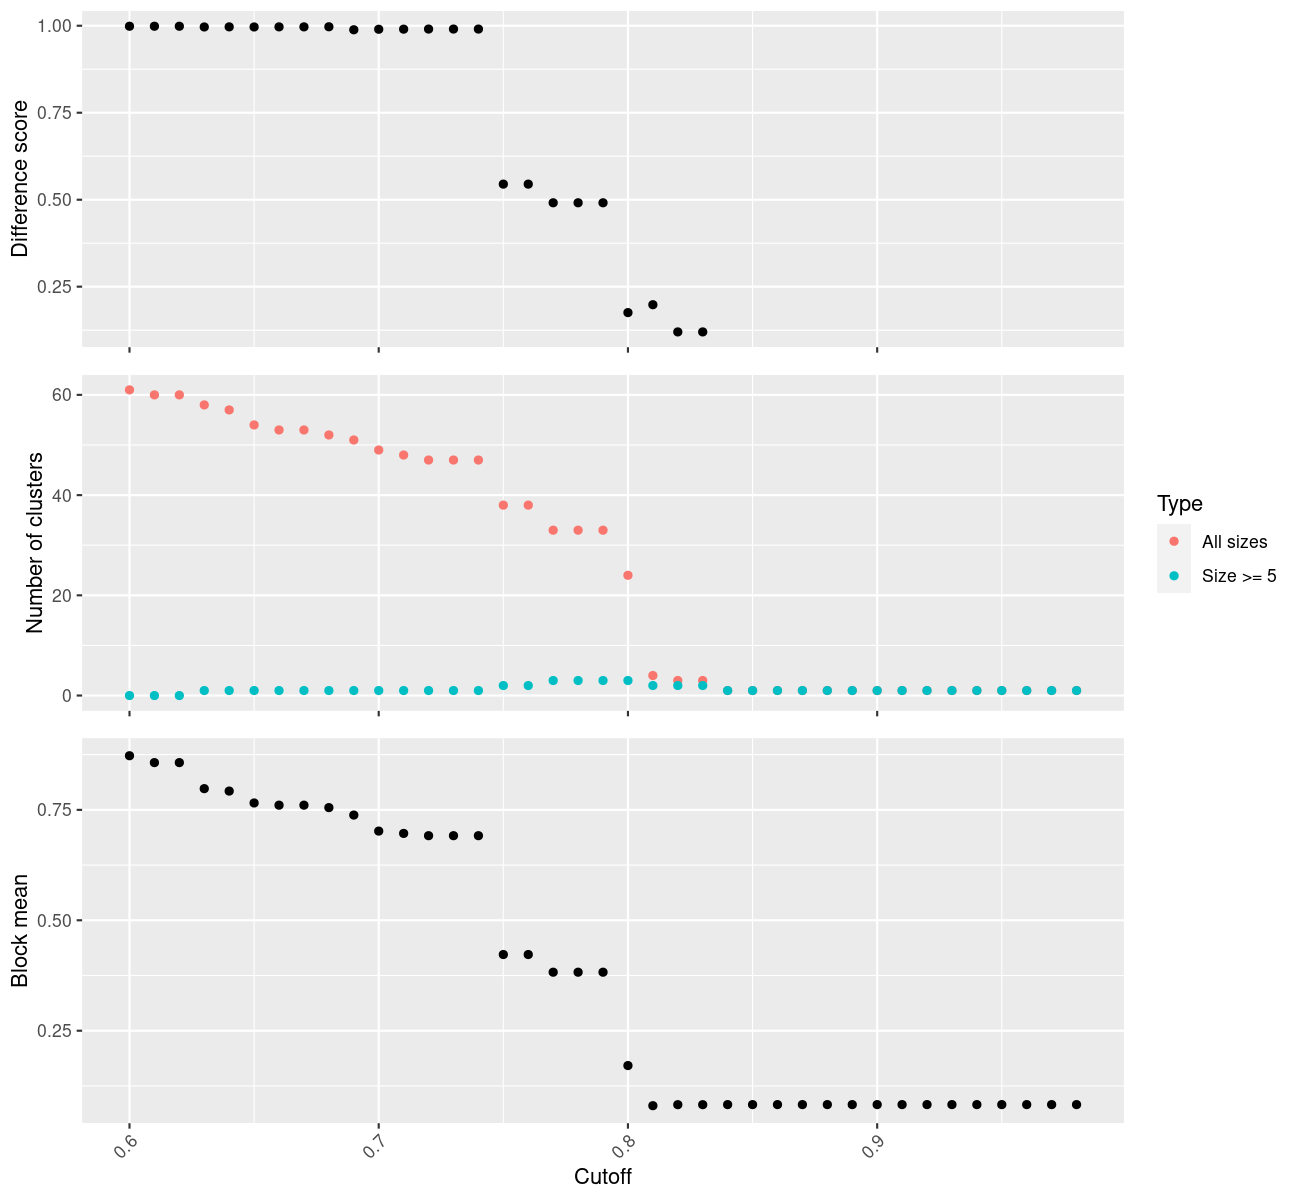 1.00
0.75
0.50
0.25
Difference score
60
40
20
0
Number of clusters
Type
All sizes
Size >= 5
0.75
0.50
0.25
Block mean
0.6
0.7
0.8
0.9
Cutoff